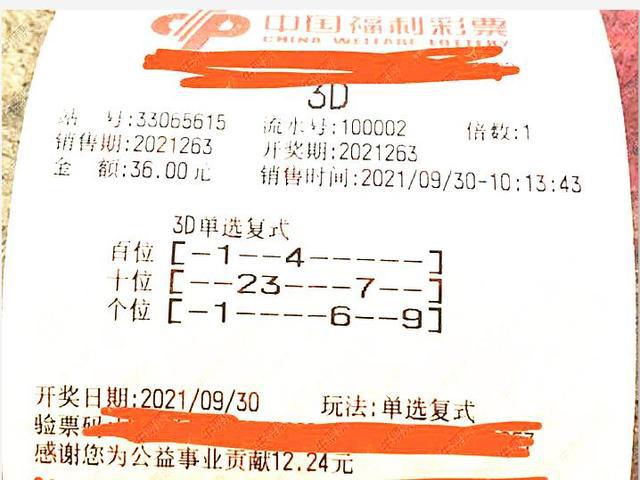 中国福利彩票
CHINA WELFARE LOTTERY
3D
站 号:33065615 流水号:100002 倍数:1
销售期:2021263 开奖期:2021263
金 额:36.00元 销售时间:2021/09/30-10:13:43
3D单选复式
百位 [-1--4-----]
十位 [--23---7--]
个位 [-1----6--9]
开奖日期:2021/09/30 玩法:单选复式
验票码
感谢您为公益事业贡献12.24元